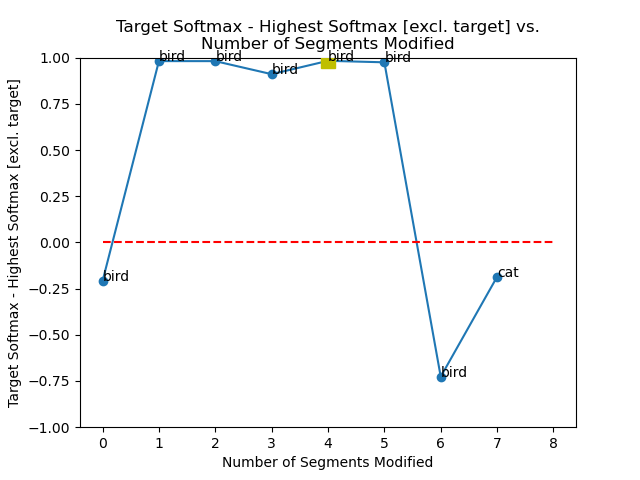 Target Softmax - Highest Softmax [excl. target] vs.
Number of Segments Modified
Target Softmax - Highest Softmax [excl. target]
1.00
0.75
0.50
0.25
0.00
−0.25
−0.50
−0.75
−1.00
bird
bird
bird
bird
bird
bird
bird
cat
0 1 2 3 4 5 6 7 8
Number of Segments Modified